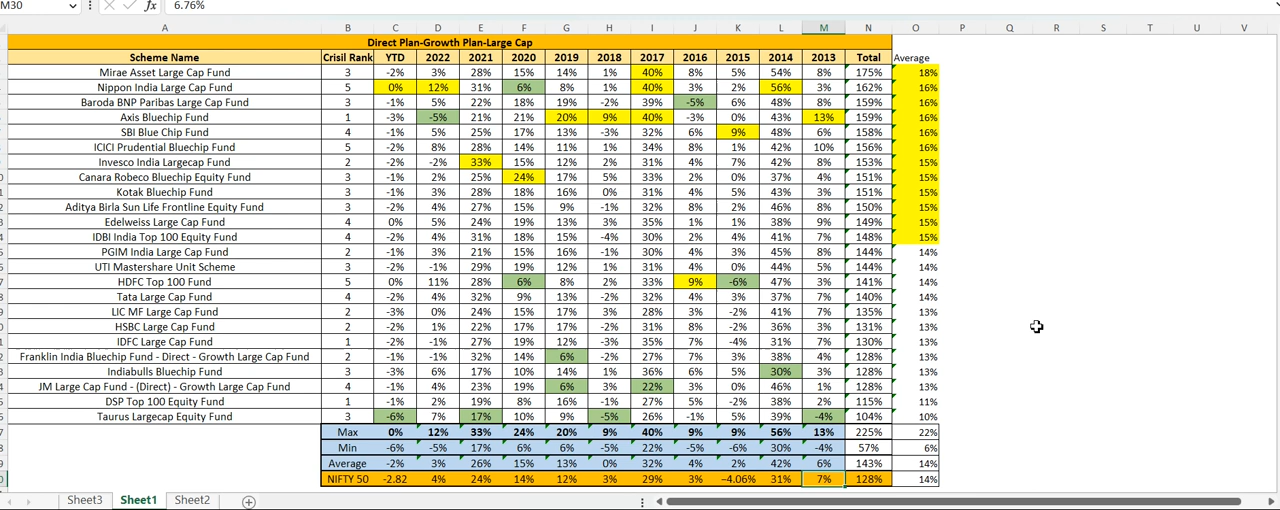 M30 fx 6.76%
A B C D E F G H I J K L M N O P Q R S T U V
Direct Plan-Growth Plan-Large Cap
Scheme Name Crisil Rank YTD 2022 2021 2020 2019 2018 2017 2016 2015 2014 2013 Total Average
Mirae Asset Large Cap Fund 3 -2% 3% 28% 15% 14% 1% 40% 8% 5% 54% 8% 175% 18%
Nippon India Large Cap Fund 5 0% 12% 31% 6% 8% 1% 40% 3% 2% 56% 3% 162% 16%
Baroda BNP Paribas Large Cap Fund 3 -1% 5% 22% 18% 19% -2% 39% -5% 6% 48% 8% 159% 16%
Axis Bluechip Fund 1 -3% -5% 21% 21% 20% 9% 40% -3% 0% 43% 13% 159% 16%
SBI Blue Chip Fund 4 -1% 5% 25% 17% 13% -3% 32% 6% 9% 48% 6% 158% 16%
ICICI Prudential Bluechip Fund 5 -2% 8% 28% 14% 11% 1% 34% 8% 1% 42% 10% 156% 16%
Invesco India Largecap Fund 2 -2% -2% 33% 15% 12% 2% 31% 4% 7% 42% 8% 153% 15%
Canara Robeco Bluechip Equity Fund 3 -1% 2% 25% 24% 17% 5% 33% 2% 0% 37% 4% 151% 15%
Kotak Bluechip Fund 3 -1% 3% 28% 18% 16% 0% 31% 4% 5% 43% 3% 151% 15%
Aditya Birla Sun Life Frontline Equity Fund 3 -2% 4% 27% 15% 9% -1% 32% 8% 2% 46% 8% 150% 15%
Edelweiss Large Cap Fund 4 0% 5% 24% 19% 13% 3% 35% 1% 1% 38% 9% 149% 15%
IDBI India Top 100 Equity Fund 4 -2% 4% 31% 18% 15% -4% 30% 2% 4% 41% 7% 148% 15%
PGIM India Large Cap Fund 2 -1% 3% 21% 15% 16% -1% 30% 4% 3% 45% 8% 144% 14%
UTI Mastershare Unit Scheme 3 -2% -1% 29% 19% 12% 1% 31% 4% 0% 44% 5% 144% 14%
HDFC Top 100 Fund 5 0% 11% 28% 6% 8% 2% 33% 9% -6% 47% 3% 141% 14%
Tata Large Cap Fund 4 -2% 4% 32% 9% 13% -2% 32% 4% 3% 37% 7% 140% 14%
LIC MF Large Cap Fund 2 -3% 0% 24% 15% 17% 3% 28% 3% -2% 41% 7% 135% 13%
HSBC Large Cap Fund 2 -1% 1% 22% 17% 17% -2% 31% 8% -2% 36% 3% 131% 13%
IDFC Large Cap Fund 1 -2% -1% 27% 19% 12% -3% 35% 7% -4% 31% 7% 130% 13%
Franklin India Bluechip Fund - Direct - Growth Large Cap Fund 2 -1% -1% 32% 14% 6% -2% 27% 7% 3% 38% 4% 128% 13%
Indiabulls Bluechip Fund 3 -3% 6% 17% 10% 14% 1% 36% 6% 5% 30% 3% 128% 13%
JM Large Cap Fund - (Direct) - Growth Large Cap Fund 4 -1% 4% 23% 19% 6% 3% 22% 3% 0% 46% 1% 128% 13%
DSP Top 100 Equity Fund 1 -1% 2% 19% 8% 16% -1% 27% 5% -2% 38% 2% 115% 11%
Taurus Largecap Equity Fund 3 -6% 7% 17% 10% 9% -5% 26% -1% 5% 39% -4% 104% 10%
Max 0% 12% 33% 24% 20% 9% 40% 9% 9% 56% 13% 225% 22%
Min -6% -5% 17% 6% 6% -5% 22% -5% -6% 30% -4% 57% 6%
Average -2% 3% 26% 15% 13% 0% 32% 4% 2% 42% 6% 143% 14%
NIFTY 50 -2.82 4% 24% 14% 12% 3% 29% 3% −4.06% 31% 7% 128% 14%
Sheet3 Sheet1 Sheet2